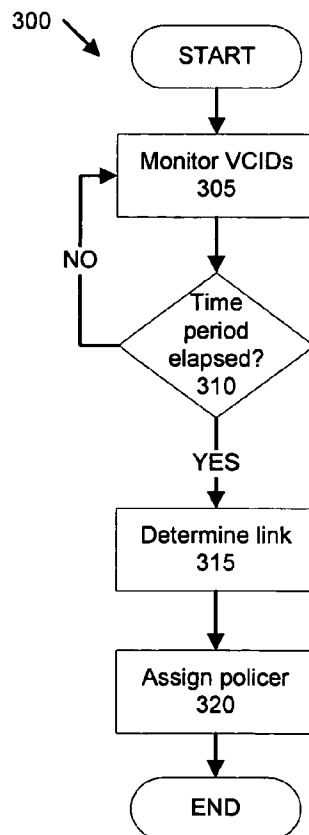 300
START
Monitor VCIDs
305
NO
Time
period
elapsed?
310
YES
Determine link
315
Assign policer
320
END